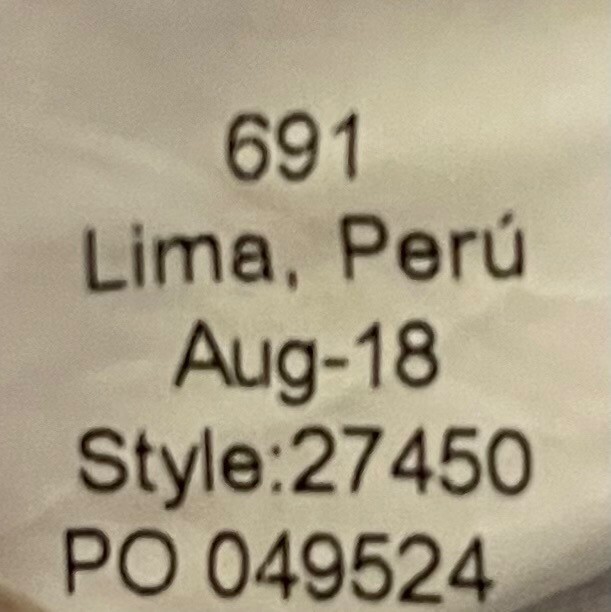 691
Lima, Perú
Aug-18
Style:27450
PO 049524